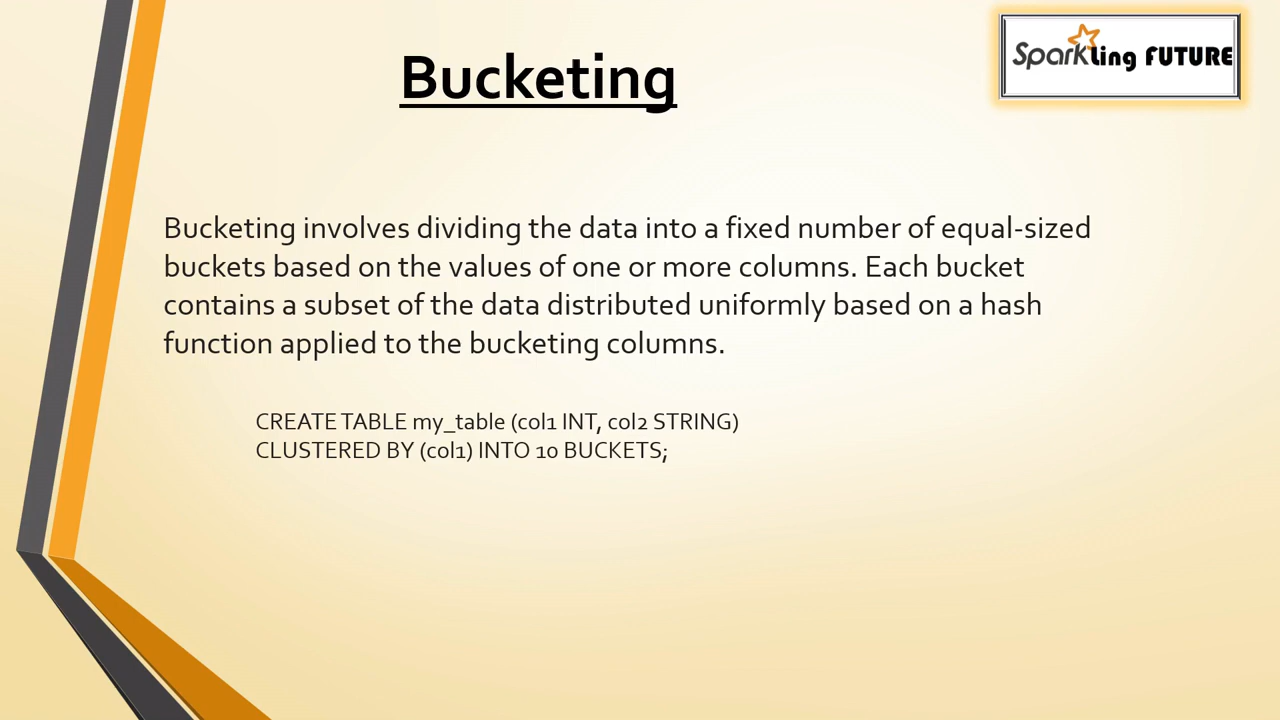 Bucketing
Sparkling FUTURE
Bucketing involves dividing the data into a fixed number of equal-sized
buckets based on the values of one or more columns. Each bucket
contains a subset of the data distributed uniformly based on a hash
function applied to the bucketing columns.
CREATE TABLE my_table (col1 INT, col2 STRING)
CLUSTERED BY (col1) INTO 10 BUCKETS;